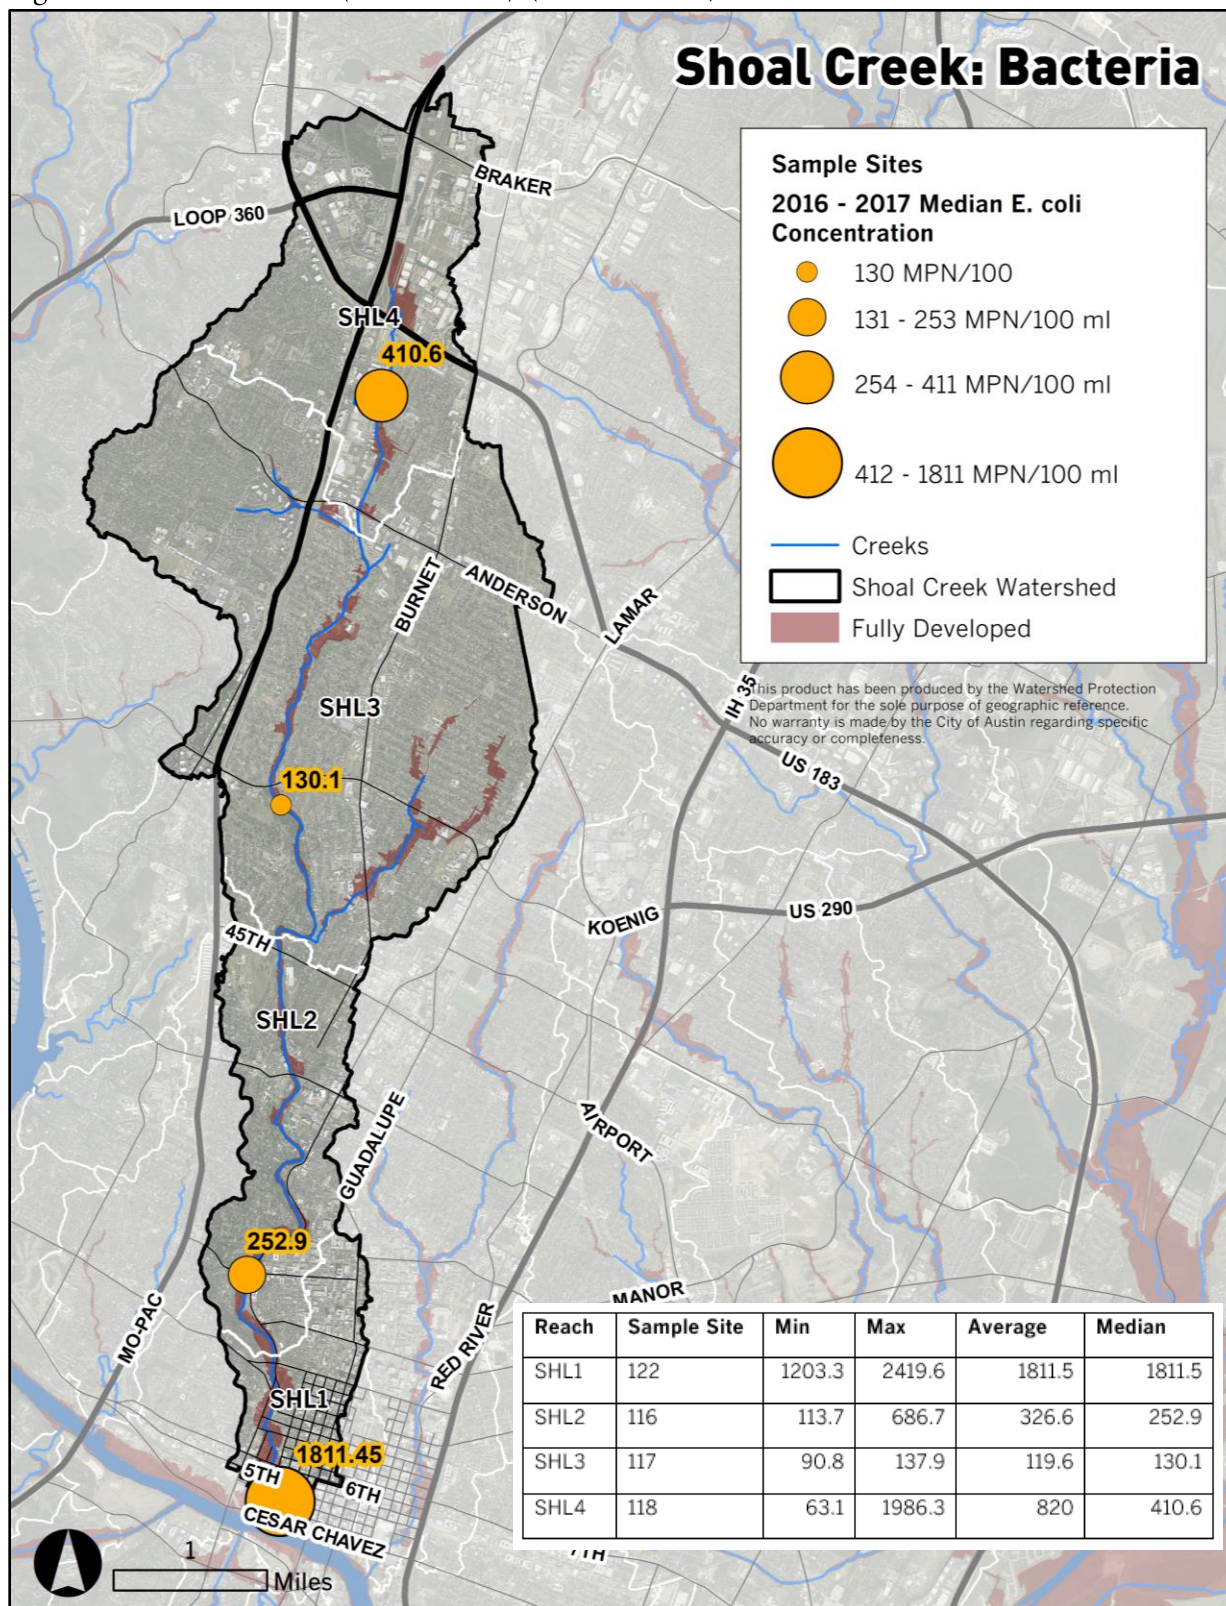 Shoal Creek: Bacteria
Sample Sites
2016 - 2017 Median E. coli
Concentration
130 MPN/100
131 - 253 MPN/100 ml
254 - 411 MPN/100 ml
412 - 1811 MPN/100 ml
Creeks
Shoal Creek Watershed
Fully Developed
This product has been produced by the Watershed Protection
Department for the sole purpose of geographic reference.
No warranty is made by the City of Austin regarding specific
accuracy or completeness.
BRAKER
LOOP 360
SHL4
410.6
BURNET
ANDERSON
LAMAR
IH 35
SHL3
US 183
130.1
KOENIG
US 290
45TH
SHL2
GUADALUPE
AIRPORT
252.9
MO-PAC
RED RIVER
MANOR
SHL1
1811.45
5TH
6TH
CESAR CHAVEZ
7TH
Reach Sample Site Min Max Average Median
SHL1 122 1203.3 2419.6 1811.5 1811.5
SHL2 116 113.7 686.7 326.6 252.9
SHL3 117 90.8 137.9 119.6 130.1
SHL4 118 63.1 1986.3 820 410.6
1
Miles